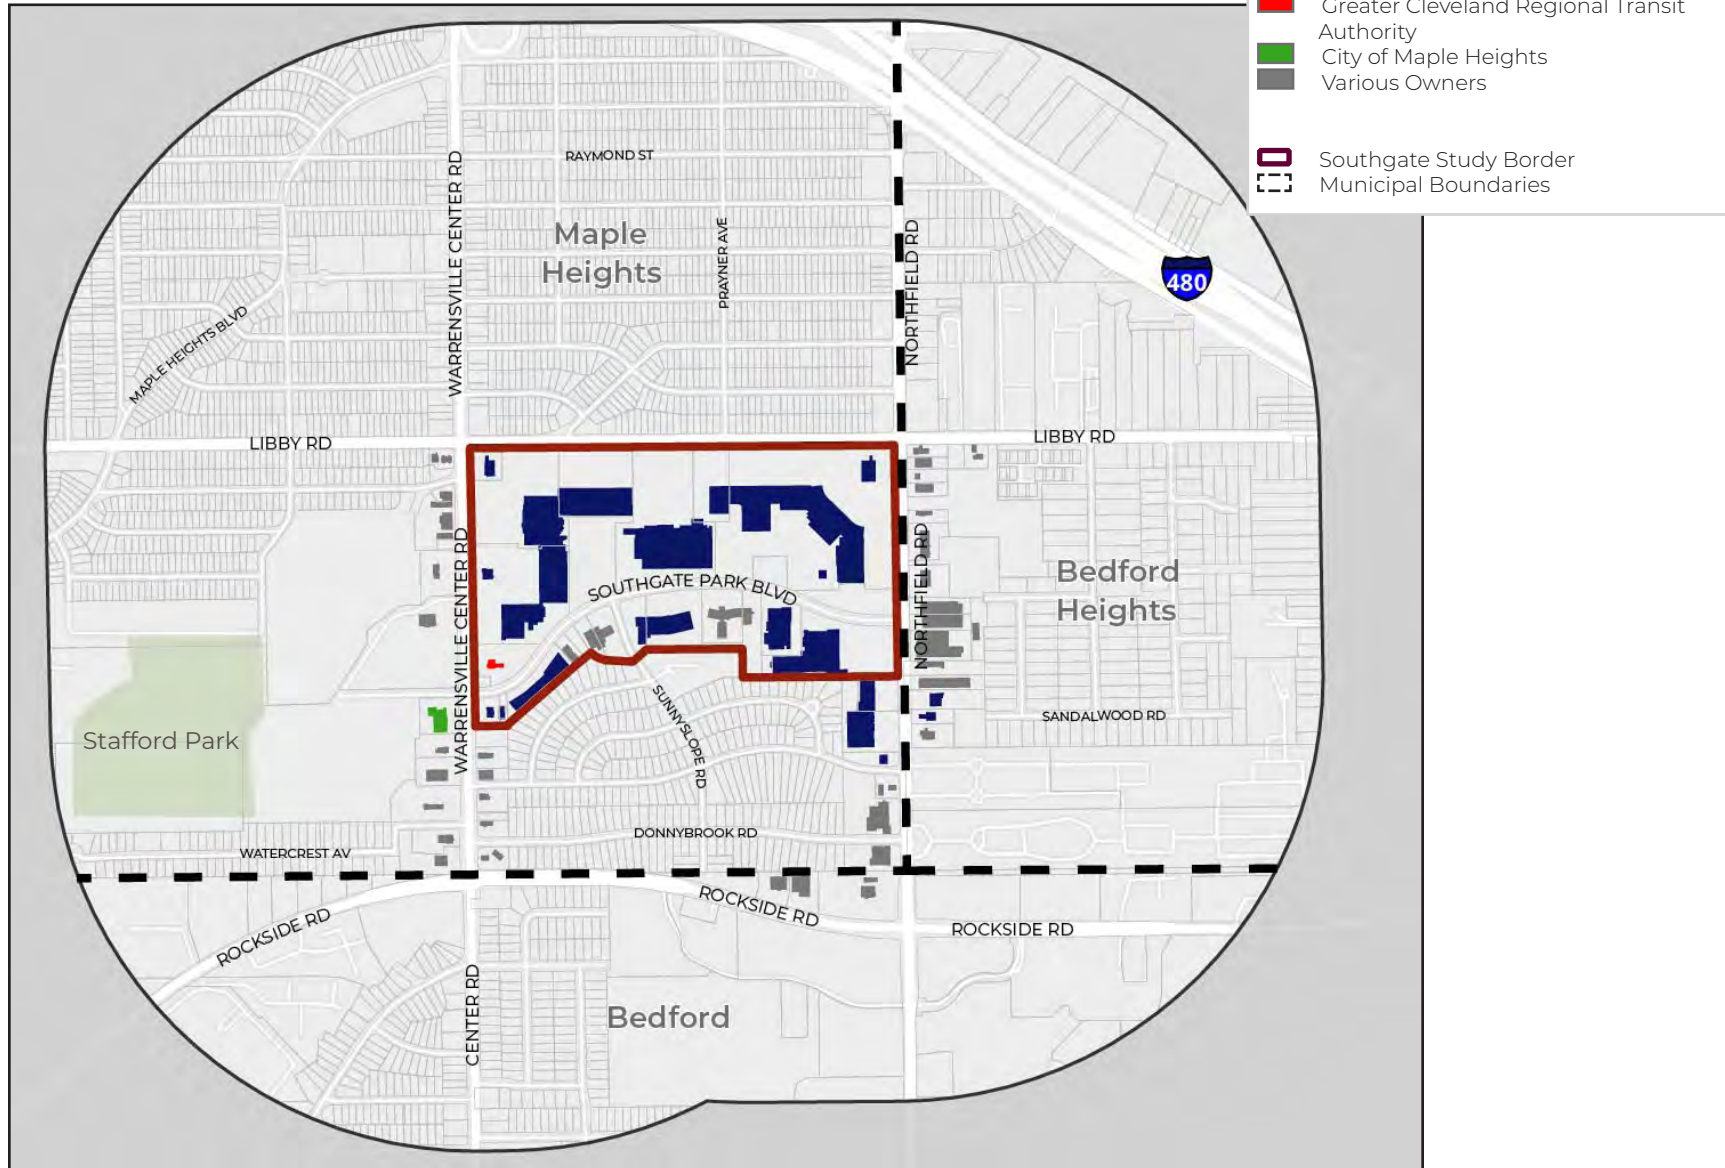 Greater Cleveland Regional Transit
Authority
City of Maple Heights
Various Owners
Southgate Study Border
Municipal Boundaries
RAYMOND ST
WARRENSVILLE CENTER RD
Maple
Heights
PRAYNER AVE
NORTHFIELD RD
480
MAPLE HEIGHTS BLVD
LIBBY RD
LIBBY RD
WARRENSVILLE CENTER RD
SOUTHGATE PARK BLVD
NORTHFIELD RD
Bedford
Heights
SUNNYSLOPE RD
SANDALWOOD RD
Stafford Park
DONNYBROOK RD
WATERCREST AV
ROCKSIDE RD
ROCKSIDE RD
ROCKSIDE RD
CENTER RD
Bedford